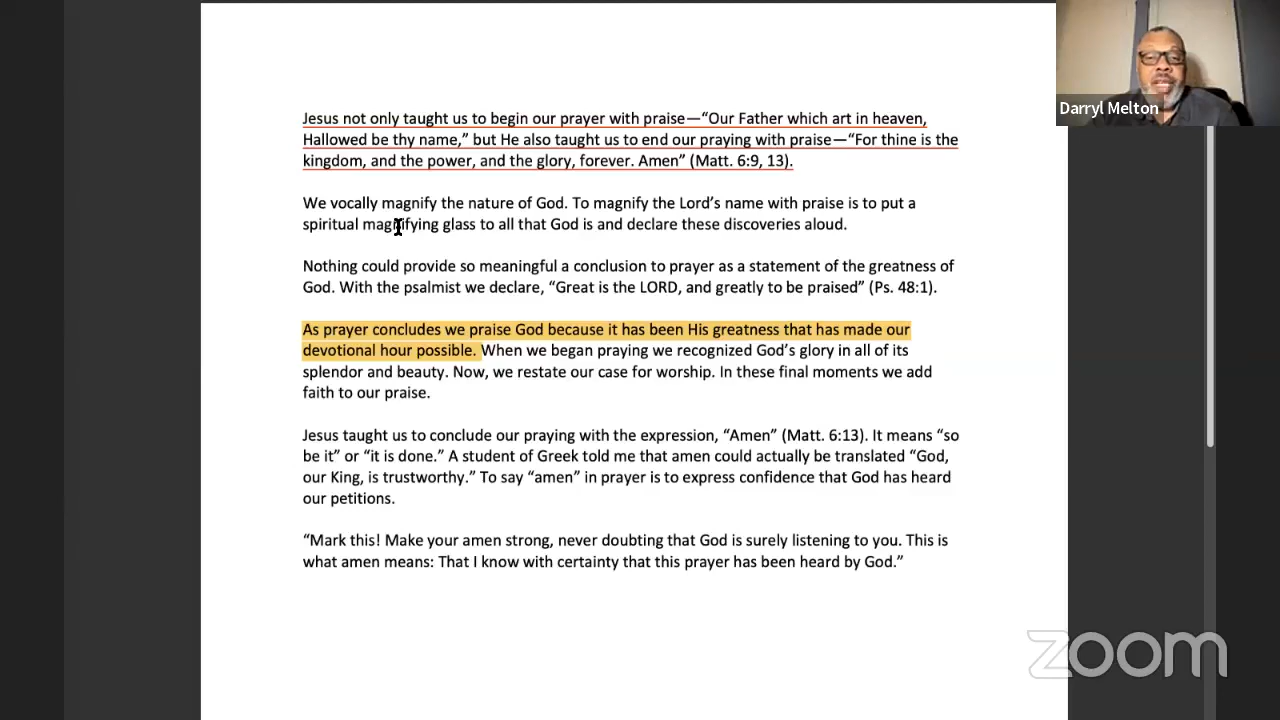 Jesus not only taught us to begin our prayer with praise—“Our Father which art in heaven,
Hallowed be thy name,” but He also taught us to end our praying with praise—“For thine is the
kingdom, and the power, and the glory, forever. Amen” (Matt. 6:9, 13).
We vocally magnify the nature of God. To magnify the Lord’s name with praise is to put a
spiritual magnifying glass to all that God is and declare these discoveries aloud.
Nothing could provide so meaningful a conclusion to prayer as a statement of the greatness of
God. With the psalmist we declare, “Great is the LORD, and greatly to be praised” (Ps. 48:1).
As prayer concludes we praise God because it has been His greatness that has made our
devotional hour possible. When we began praying we recognized God’s glory in all of its
splendor and beauty. Now, we restate our case for worship. In these final moments we add
faith to our praise.
Jesus taught us to conclude our praying with the expression, “Amen” (Matt. 6:13). It means “so
be it” or “it is done.” A student of Greek told me that amen could actually be translated “God,
our King, is trustworthy.” To say “amen” in prayer is to express confidence that God has heard
our petitions.
“Mark this! Make your amen strong, never doubting that God is surely listening to you. This is
what amen means: That I know with certainty that this prayer has been heard by God.”
Darryl Melton
zoom